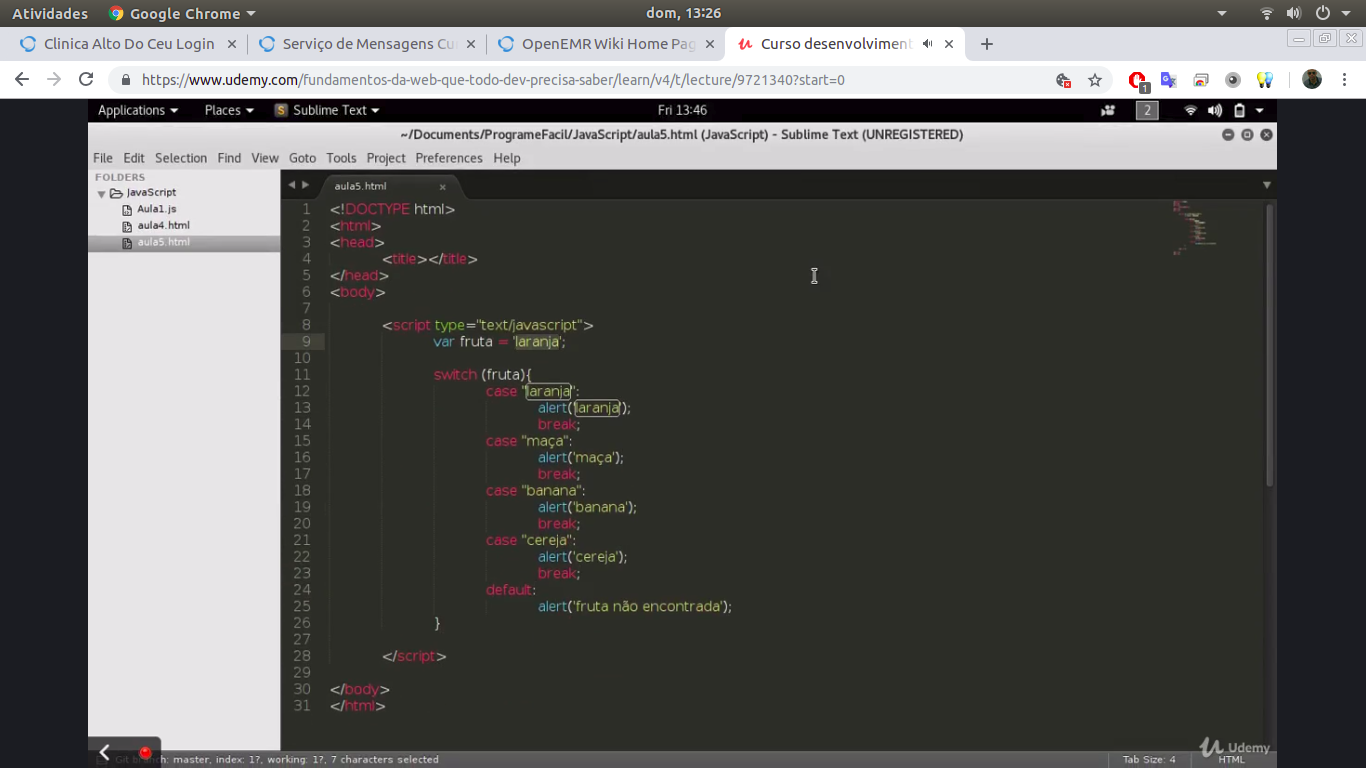 Atividades Google Chrome dom, 13:26
Clinica Alto Do Ceu Login Serviço de Mensagens Cu OpenEMR Wiki Home Pag Curso desenvolviment
https://www.udemy.com/fundamentos-da-web-que-todo-dev-precisa-saber/learn/v4/t/lecture/9721340?start=0 1
Applications Places Sublime Text Fri 13:46 2
~/Documents/ProgrameFacil/JavaScript/aula5.html (JavaScript) - Sublime Text (UNREGISTERED)
File Edit Selection Find View Goto Tools Project Preferences Help
FOLDERS
JavaScript
Aula1.js
aula4.html
aula5.html
aula5.html
1 <!DOCTYPE html>
2 <html>
3 <head>
4 <title></title>
5 </head>
6 <body>
7
8 <script type="text/javascript">
9 var fruta = 'laranja';
10
11 switch (fruta){
12 case "laranja":
13 alert('laranja');
14 break;
15 case "maça":
16 alert('maça');
17 break;
18 case "banana":
19 alert('banana');
20 break;
21 case "cereja":
22 alert('cereja');
23 break;
24 default:
25 alert('fruta não encontrada');
26 }
27
28 </script>
29
30 </body>
31 </html>
Git branch: master, index: 1?, working: 1?, 7 characters selected Tab Size: 4 HTML
Udemy